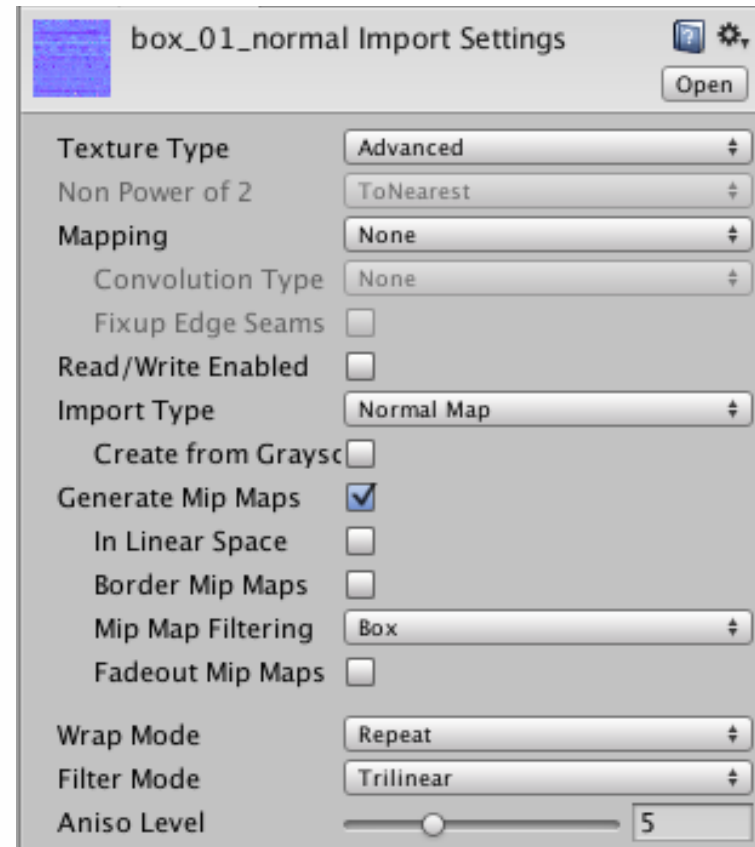 box_01_normal Import Settings
Open
Texture Type Advanced
Non Power of 2 ToNearest
Mapping None
Convolution Type None
Fixup Edge Seams
Read/Write Enabled
Import Type Normal Map
Create from Graysc
Generate Mip Maps
In Linear Space
Border Mip Maps
Mip Map Filtering Box
Fadeout Mip Maps
Wrap Mode Repeat
Filter Mode Trilinear
Aniso Level 5